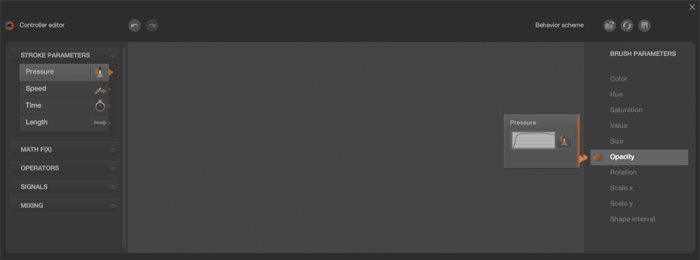 Controller editor
Behavior scheme
STROKE PARAMETERS
Pressure
Speed
Time
Length
MATH F(X)
OPERATORS
SIGNALS
MIXING
Pressure
BRUSH PARAMETERS
Color
Hue
Saturation
Value
Size
Opacity
Rotation
Scale x
Scale y
Shape interval